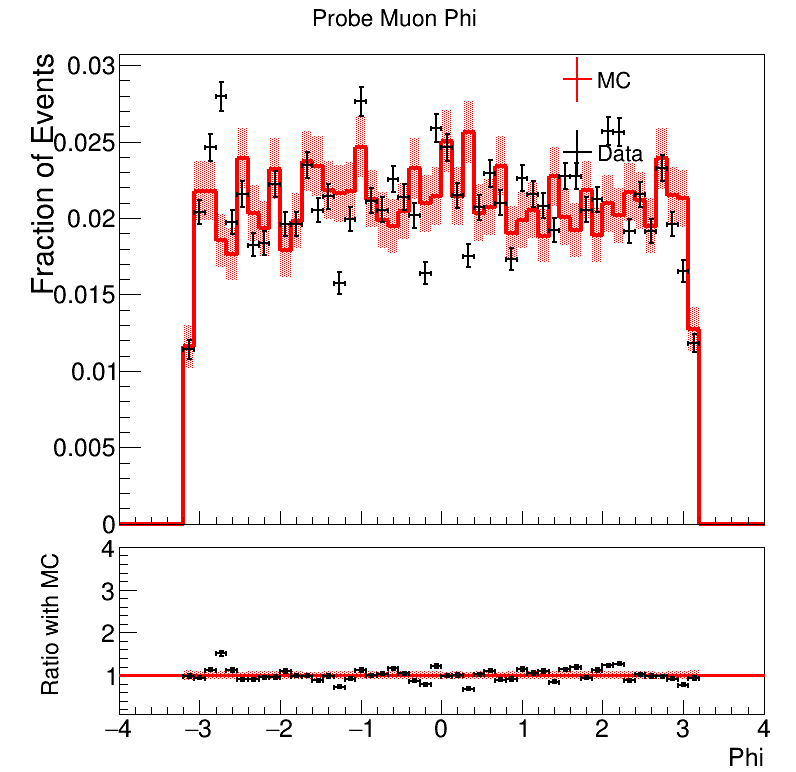 Probe Muon Phi
Fraction of Events
0.03
0.025
0.02
0.015
0.01
0.005
0
MC
Data
Ratio with MC
4
3
2
1
−4 −3 −2 −1 0 1 2 3 4
Phi